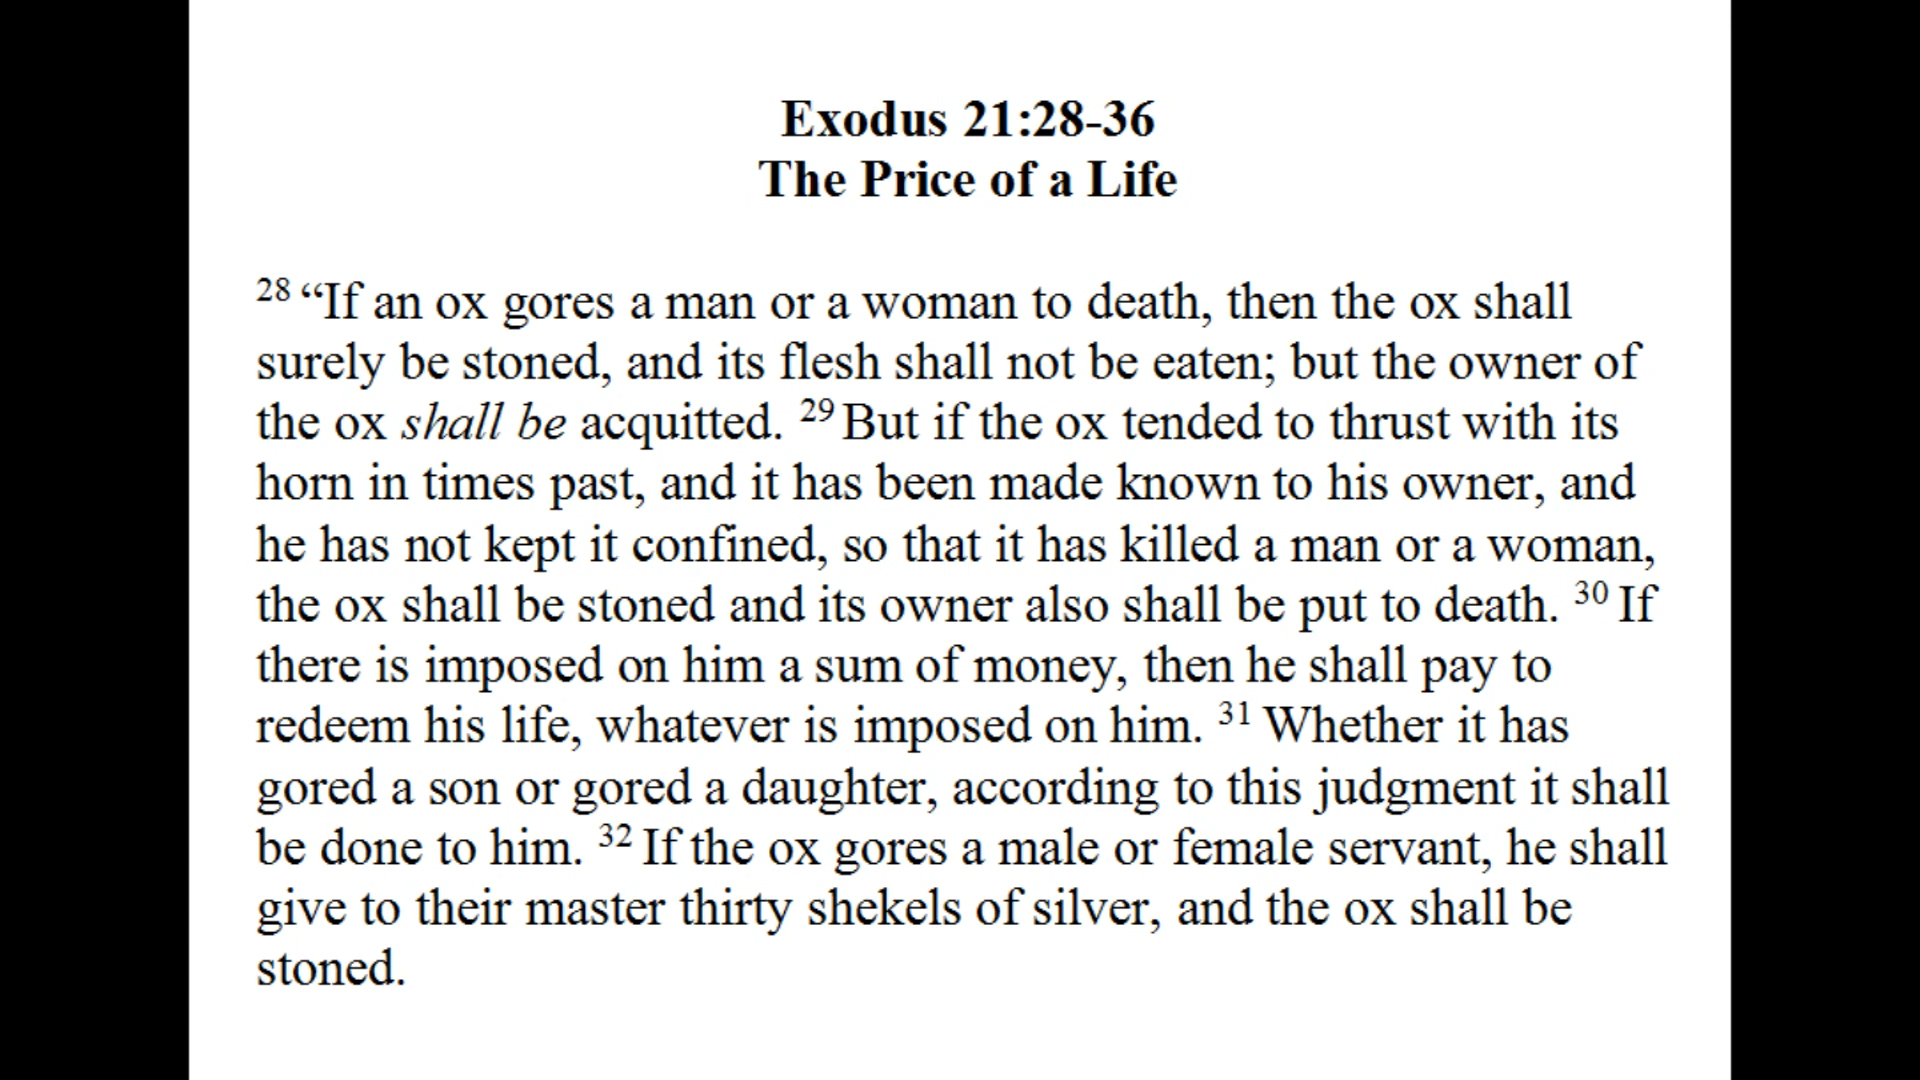 Exodus 21:28-36
The Price of a Life
28 “If an ox gores a man or a woman to death, then the ox shall
surely be stoned, and its flesh shall not be eaten; but the owner of
the ox shall be acquitted. 29 But if the ox tended to thrust with its
horn in times past, and it has been made known to his owner, and
he has not kept it confined, so that it has killed a man or a woman,
the ox shall be stoned and its owner also shall be put to death. 30 If
there is imposed on him a sum of money, then he shall pay to
redeem his life, whatever is imposed on him. 31 Whether it has
gored a son or gored a daughter, according to this judgment it shall
be done to him. 32 If the ox gores a male or female servant, he shall
give to their master thirty shekels of silver, and the ox shall be
stoned.